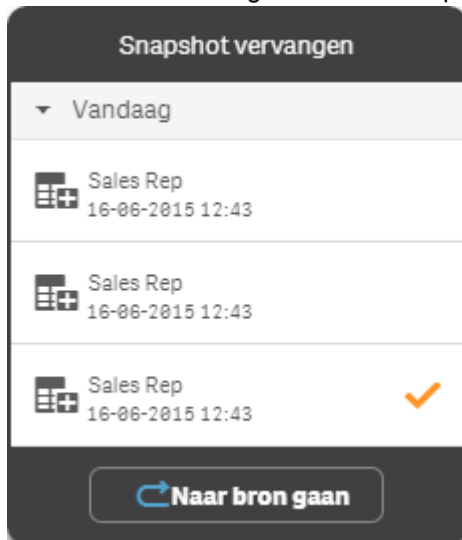 Snapshot vervangen
Vandaag
Sales Rep
16-06-2015 12:43
Sales Rep
16-06-2015 12:43
Sales Rep
16-06-2015 12:43
Naar bron gaan